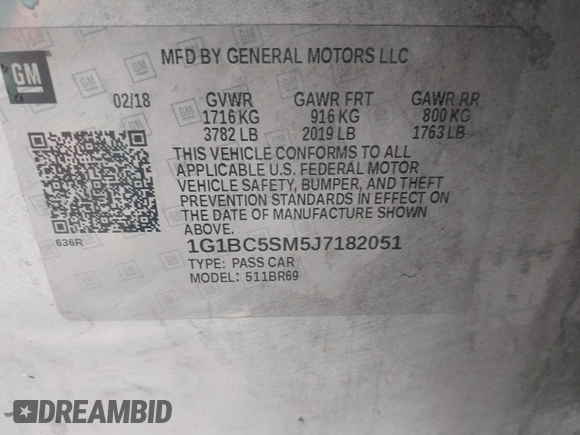 GM
MFD BY GENERAL MOTORS LLC
02/18 GVWR GAWR FRT GAWR RR
1716 KG 916 KG 800 KG
3782 LB 2019 LB 1763 LB
THIS VEHICLE CONFORMS TO ALL
APPLICABLE U.S. FEDERAL MOTOR
VEHICLE SAFETY, BUMPER, AND THEFT
PREVENTION STANDARDS IN EFFECT ON
THE DATE OF MANUFACTURE SHOWN
ABOVE.
636R
1G1BC5SM5J7182051
TYPE: PASS CAR
MODEL: 511BR69
#DREAMBID